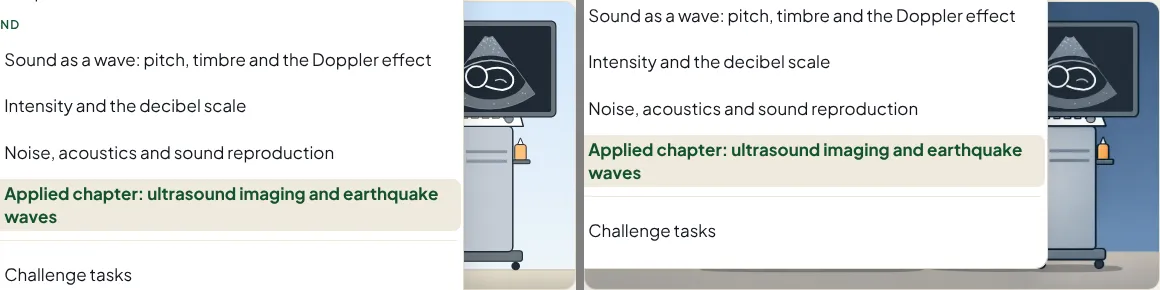 ND
Sound as a wave: pitch, timbre and the Doppler effect
Intensity and the decibel scale
Noise, acoustics and sound reproduction
Applied chapter: ultrasound imaging and earthquake
waves
Challenge tasks
Sound as a wave: pitch, timbre and the Doppler effect
Intensity and the decibel scale
Noise, acoustics and sound reproduction
Applied chapter: ultrasound imaging and earthquake
waves
Challenge tasks